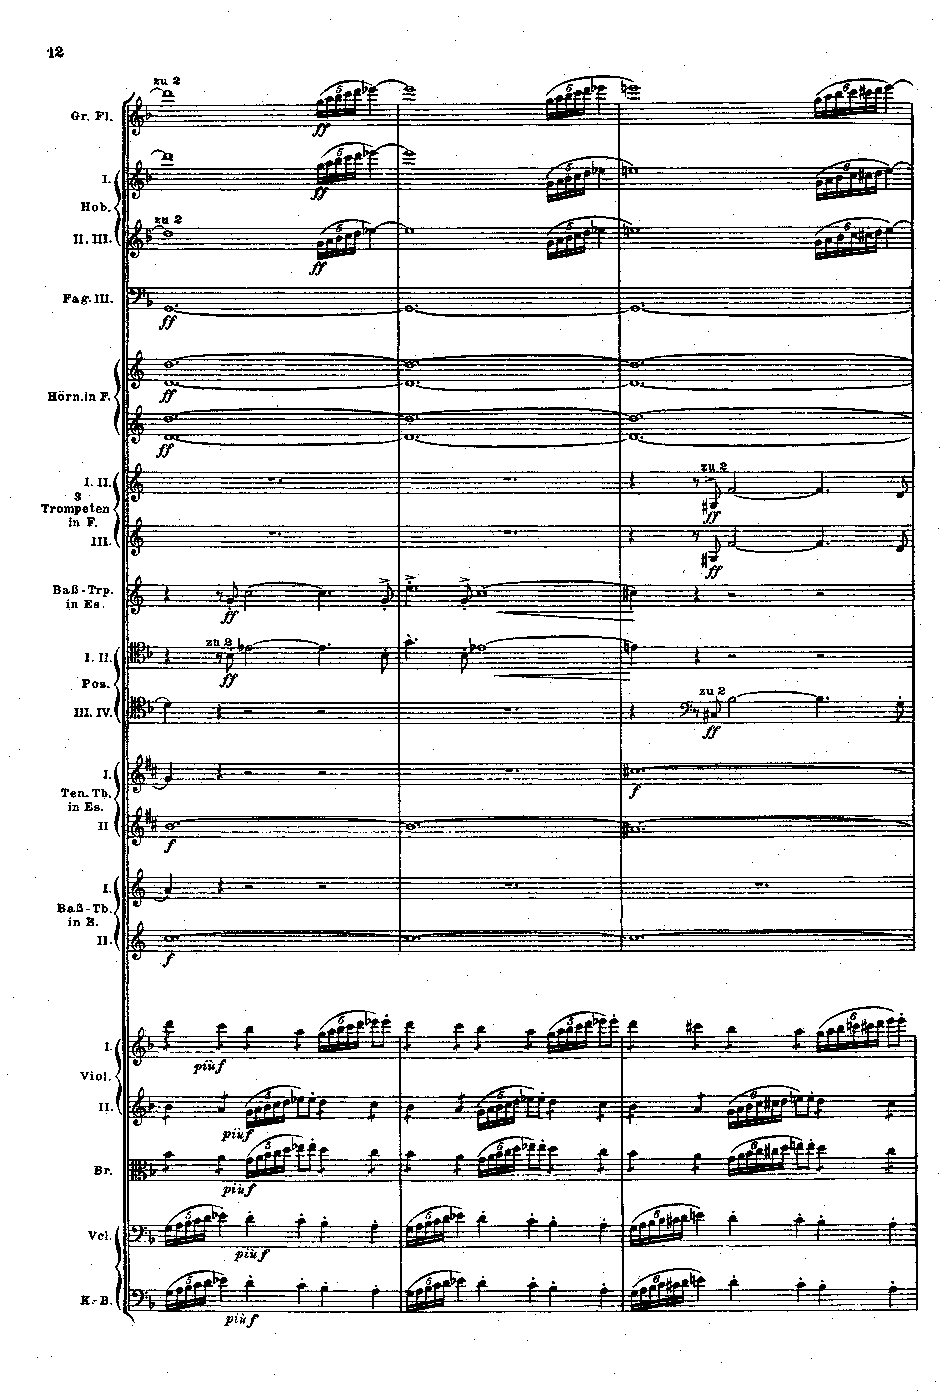 12
zu 2
Gr. Fl.
ff
I.
ff
Hob.
zu 2
II. III.
ff
Fag. III.
ff
Hörn. in F.
ff
ff
I. II.
zu 2
3
Trompeten
in F.
ff
III.
ff
Baß-Trp.
in Es.
ff
zu 2
I. II.
ff
Pos.
zu 2
III. IV.
ff
I.
Ten. Tb.
in Es.
f
II
f
I.
Baß-Tb.
in B.
II.
f
I.
più f
Viol.
II.
più f
Br.
più f
Vcl.
più f
K.-B.
più f